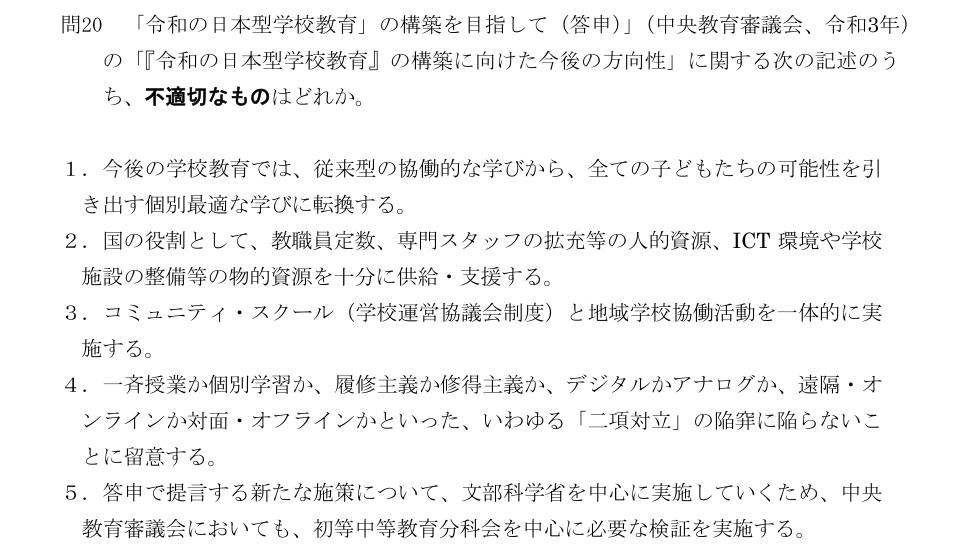 問20 「令和の日本型学校教育」の構築を目指して（答申）」（中央教育審議会、令和3年）
の「『令和の日本型学校教育』の構築に向けた今後の方向性」に関する次の記述のう
ち、不適切なものはどれか。
１．今後の学校教育では、従来型の協働的な学びから、全ての子どもたちの可能性を引
き出す個別最適な学びに転換する。
２．国の役割として、教職員定数、専門スタッフの拡充等の人的資源、ICT 環境や学校
施設の整備等の物的資源を十分に供給・支援する。
３．コミュニティ・スクール（学校運営協議会制度）と地域学校協働活動を一体的に実
施する。
４．一斉授業か個別学習か、履修主義か修得主義か、デジタルかアナログか、遠隔・オ
ンラインか対面・オフラインかといった、いわゆる「二項対立」の陥穽に陥らないこ
とに留意する。
５．答申で提言する新たな施策について、文部科学省を中心に実施していくため、中央
教育審議会においても、初等中等教育分科会を中心に必要な検証を実施する。